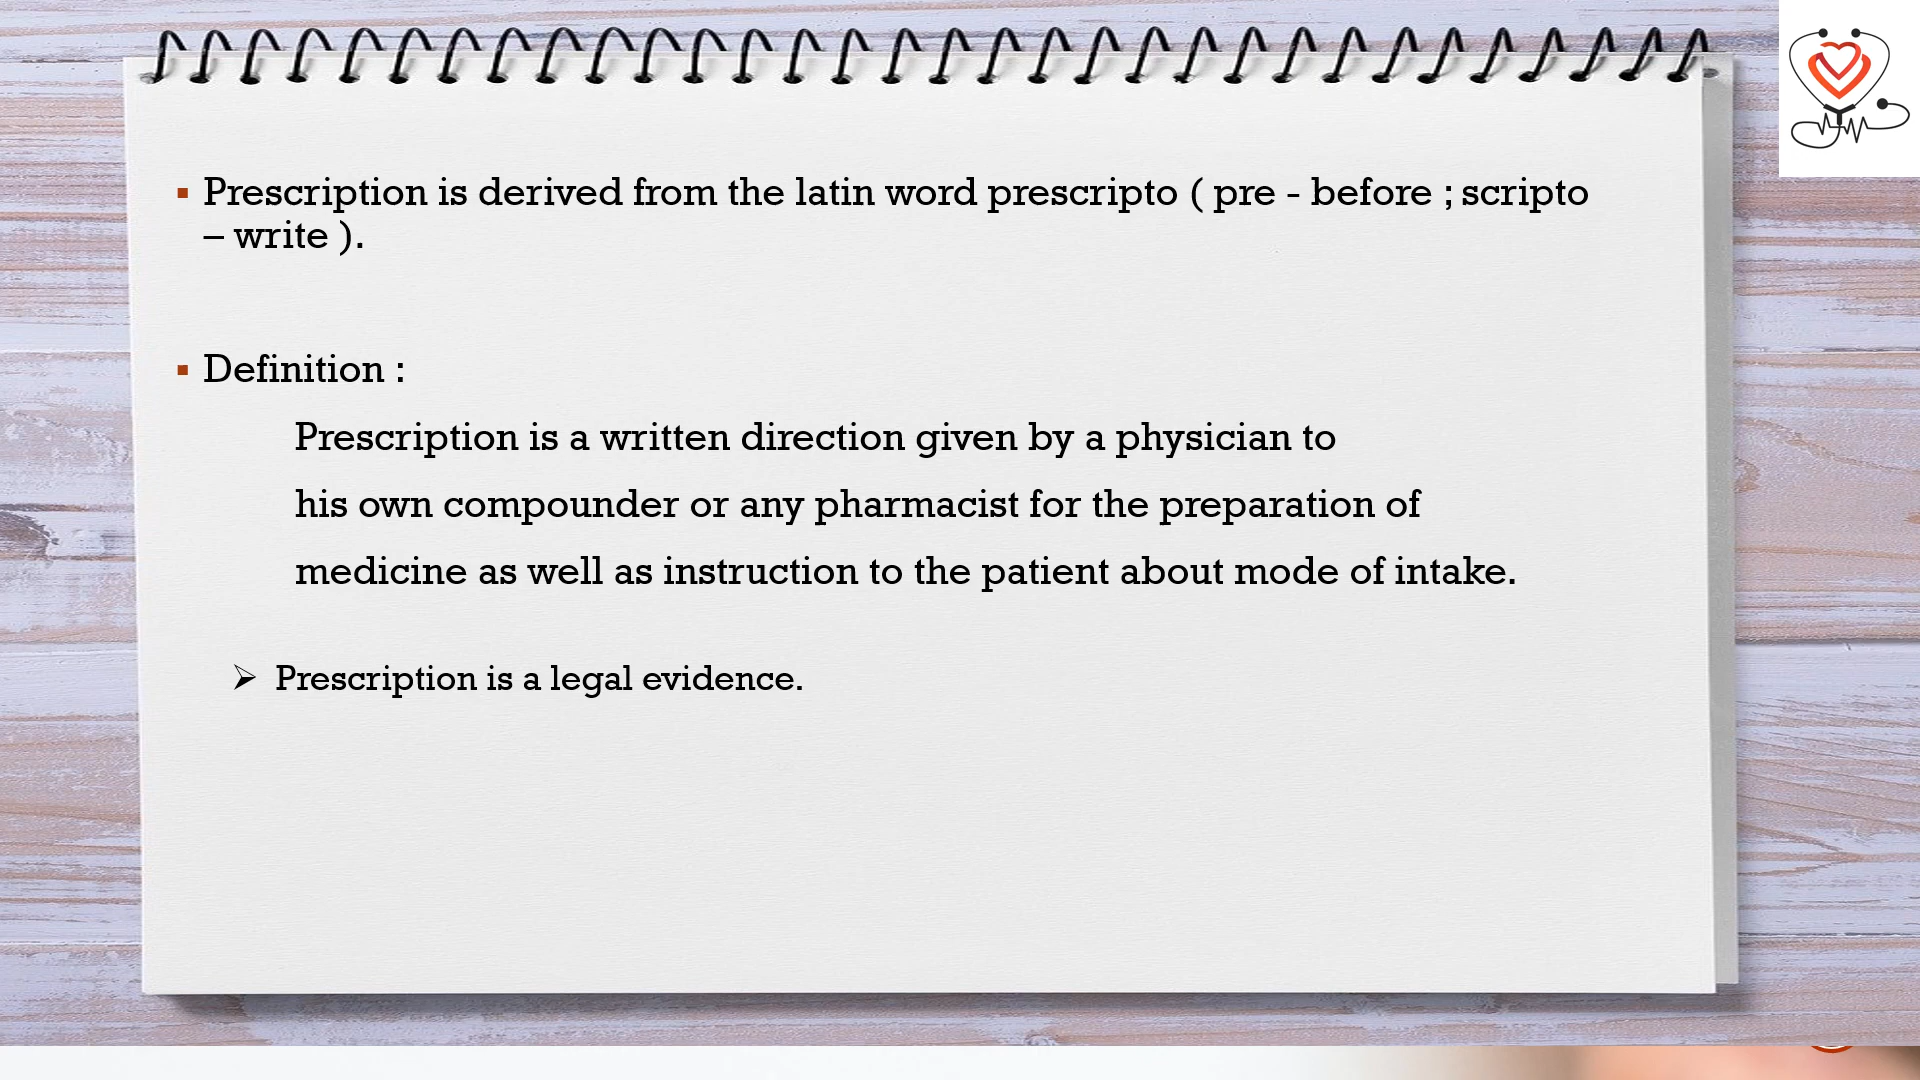 Prescription is derived from the latin word prescripto ( pre - before ; scripto
– write ).
Definition :
Prescription is a written direction given by a physician to
his own compounder or any pharmacist for the preparation of
medicine as well as instruction to the patient about mode of intake.
Prescription is a legal evidence.